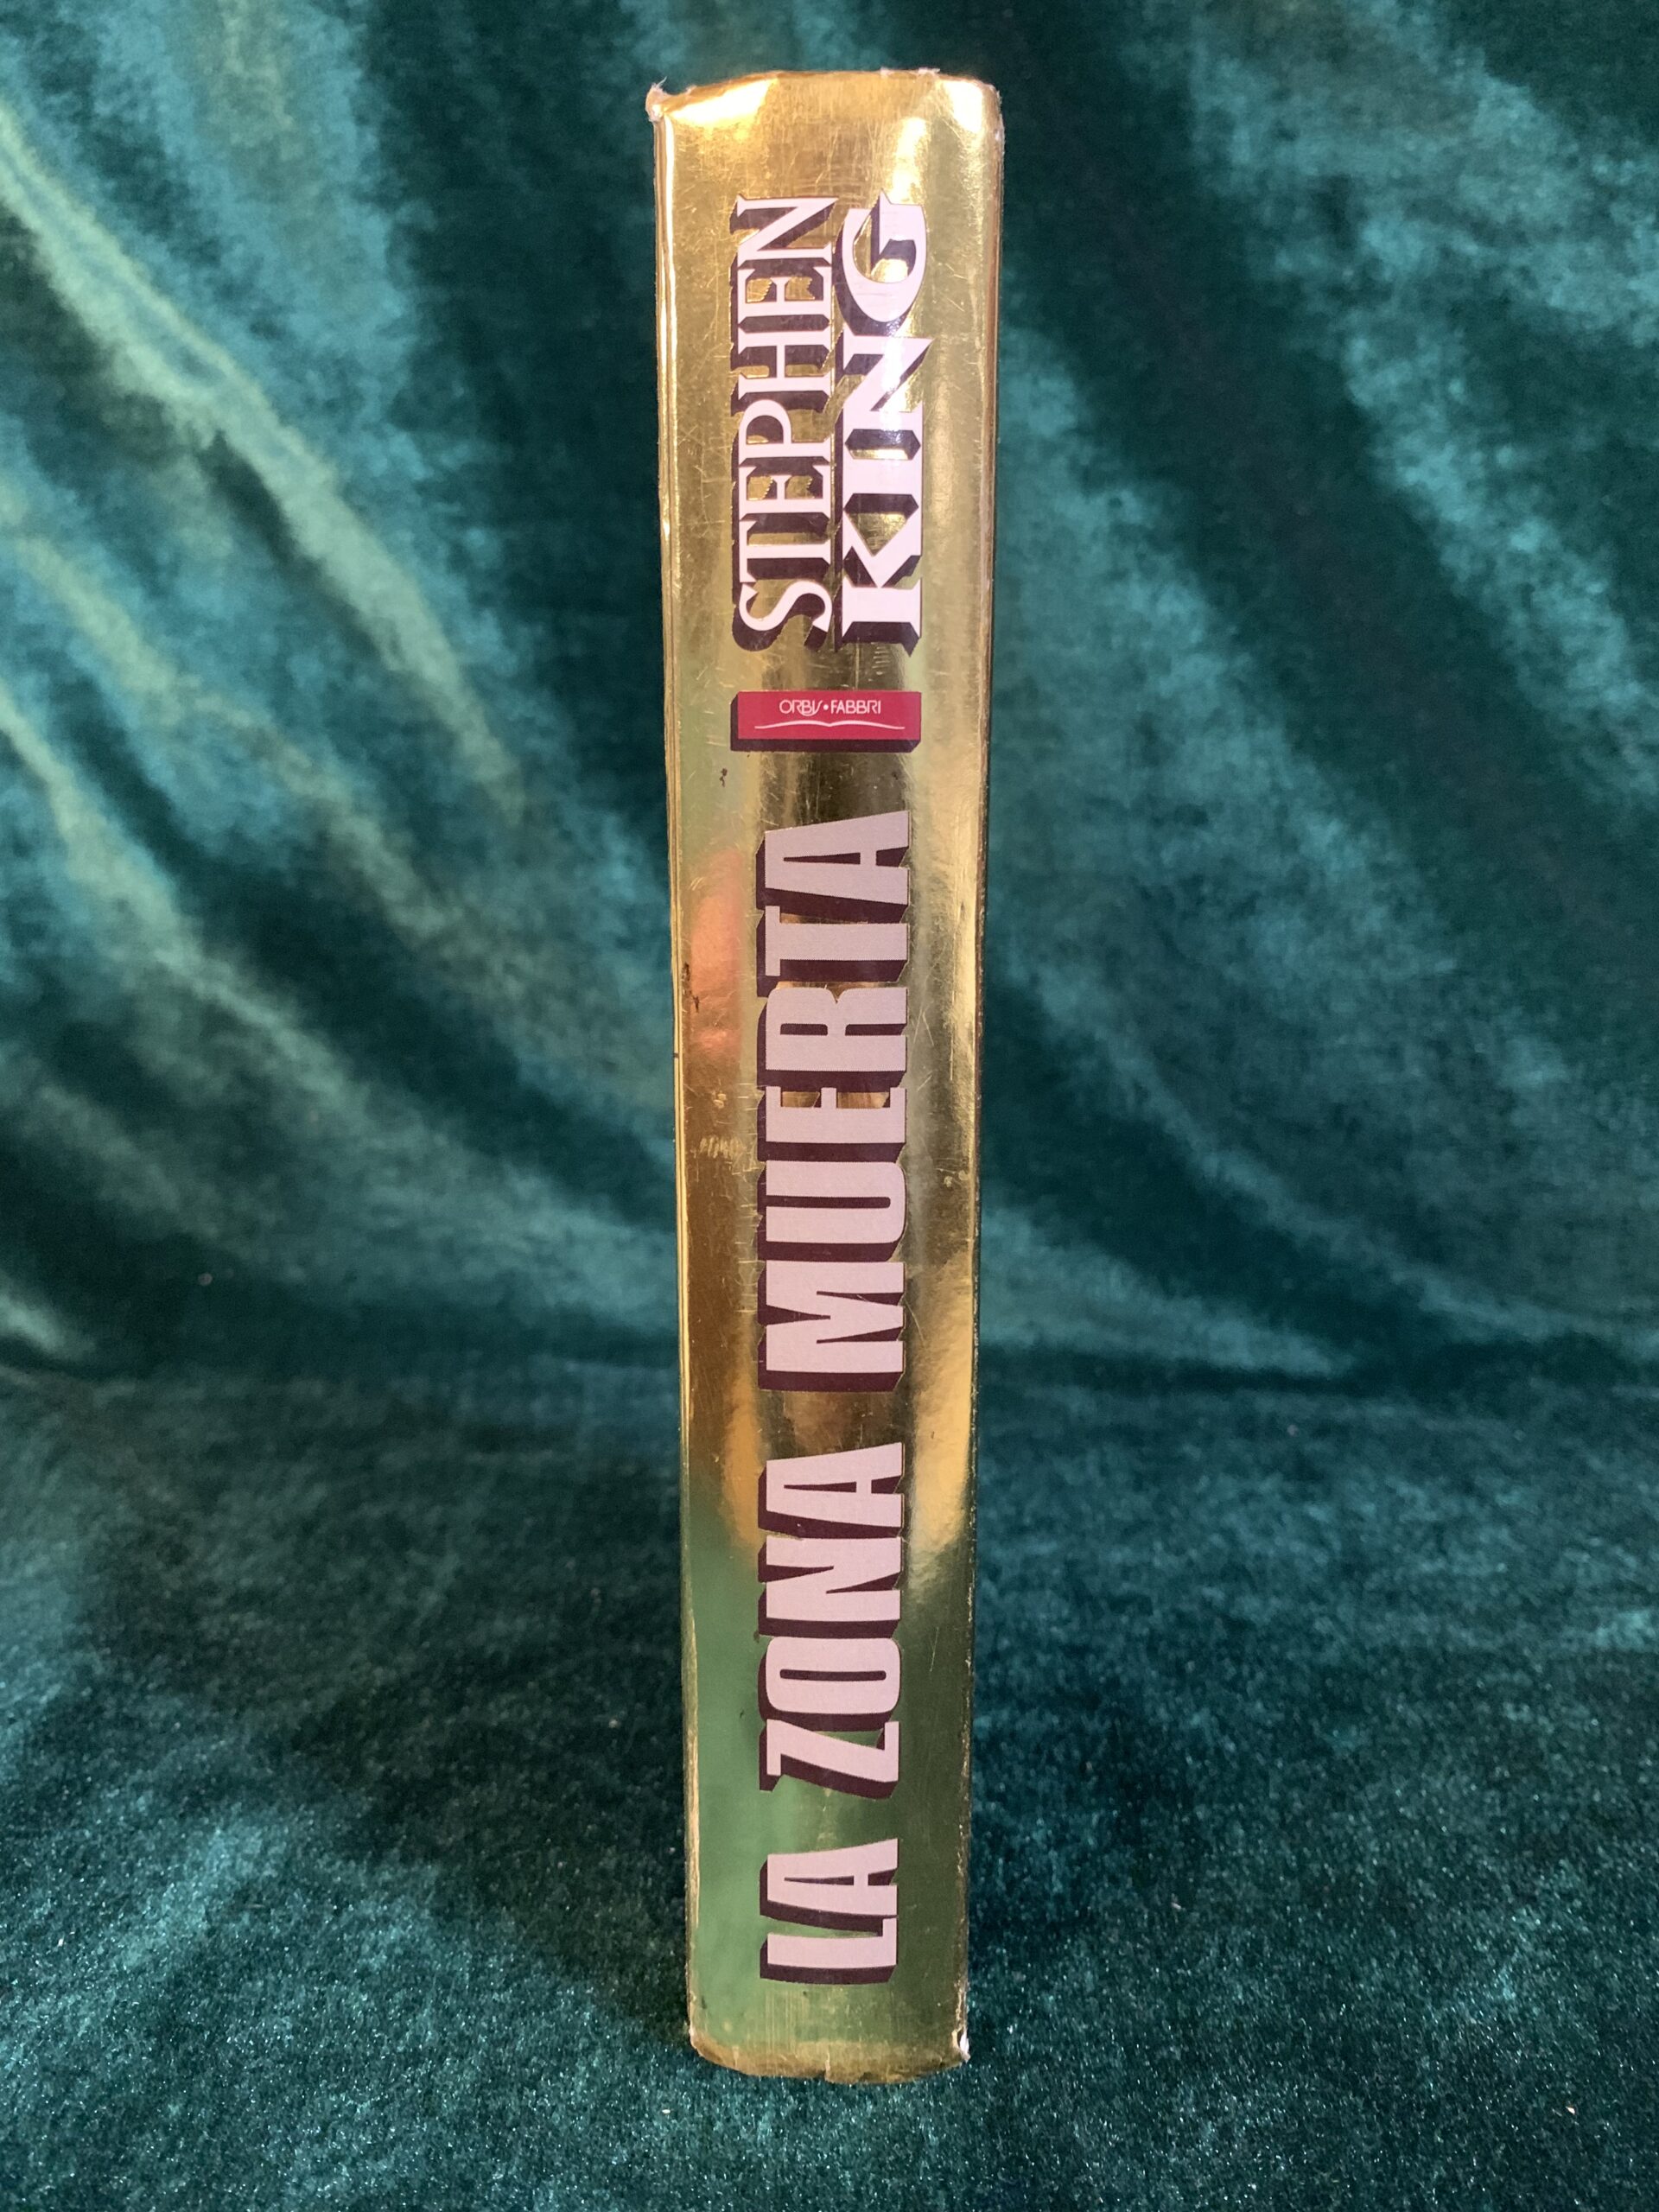 STEPHEN
KING
ORBIS•FABBRI
LA ZONA MUERTA